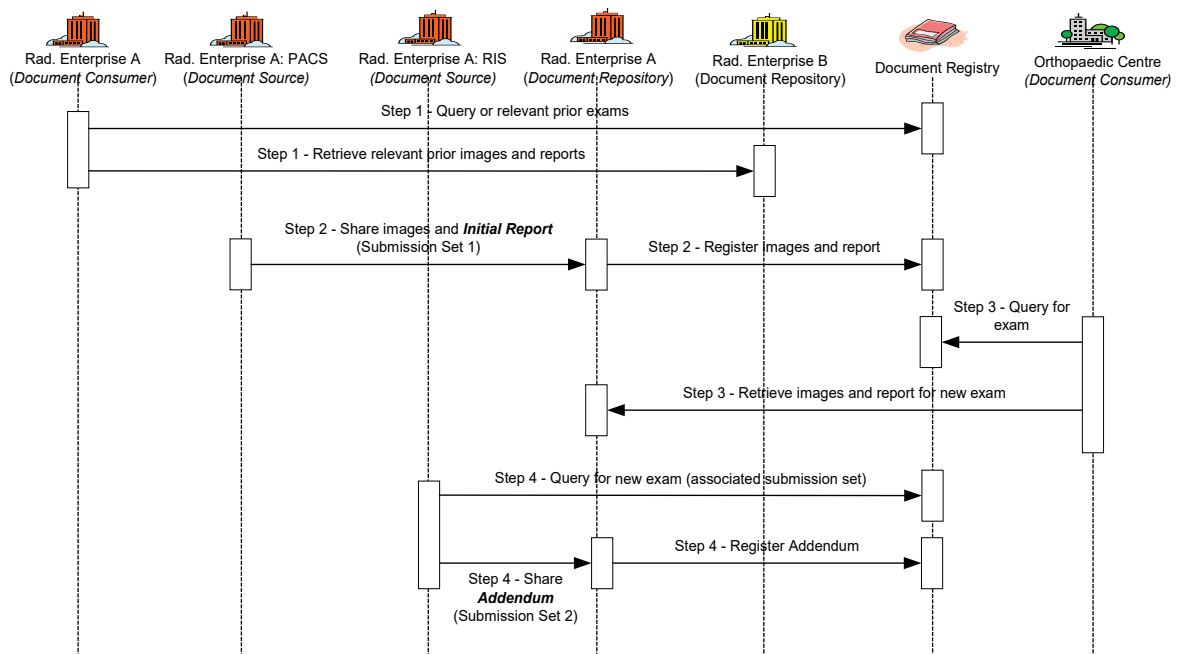 Rad. Enterprise A
(Document Consumer)
Rad. Enterprise A: PACS
(Document Source)
Rad. Enterprise A: RIS
(Document Source)
Rad. Enterprise A
(Document Repository)
Rad. Enterprise B
(Document Repository)
Document Registry
Orthopaedic Centre
(Document Consumer)
Step 1 - Query or relevant prior exams
Step 1 - Retrieve relevant prior images and reports
Step 2 - Share images and Initial Report
(Submission Set 1)
Step 2 - Register images and report
Step 3 - Query for
exam
Step 3 - Retrieve images and report for new exam
Step 4 - Query for new exam (associated submission set)
Step 4 - Register Addendum
Step 4 - Share
Addendum
(Submission Set 2)